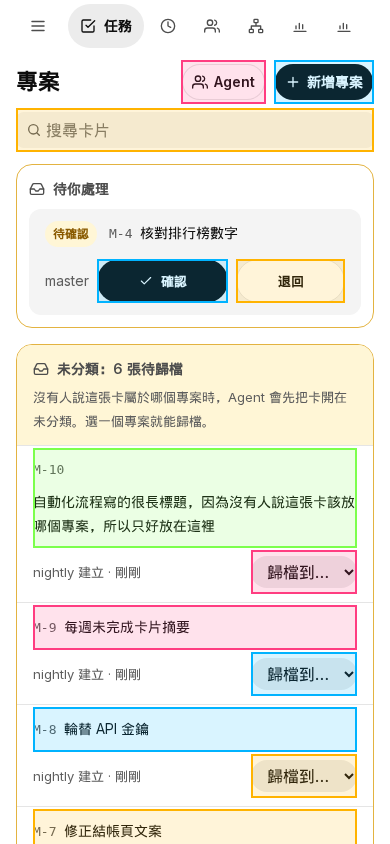 任務
專案
Agent
新增專案
搜尋卡片
待你處理
待確認 M-4 核對排行榜數字
master 確認 退回
未分類：6 張待歸檔
沒有人說這張卡屬於哪個專案時，Agent 會先把卡開在
未分類。選一個專案就能歸檔。
M-10
自動化流程寫的很長標題，因為沒有人說這張卡該放
哪個專案，所以只好放在這裡
nightly 建立 · 剛剛 歸檔到…
M-9 每週未完成卡片摘要
nightly 建立 · 剛剛 歸檔到…
M-8 輪替 API 金鑰
nightly 建立 · 剛剛 歸檔到…
M-7 修正結帳頁文案